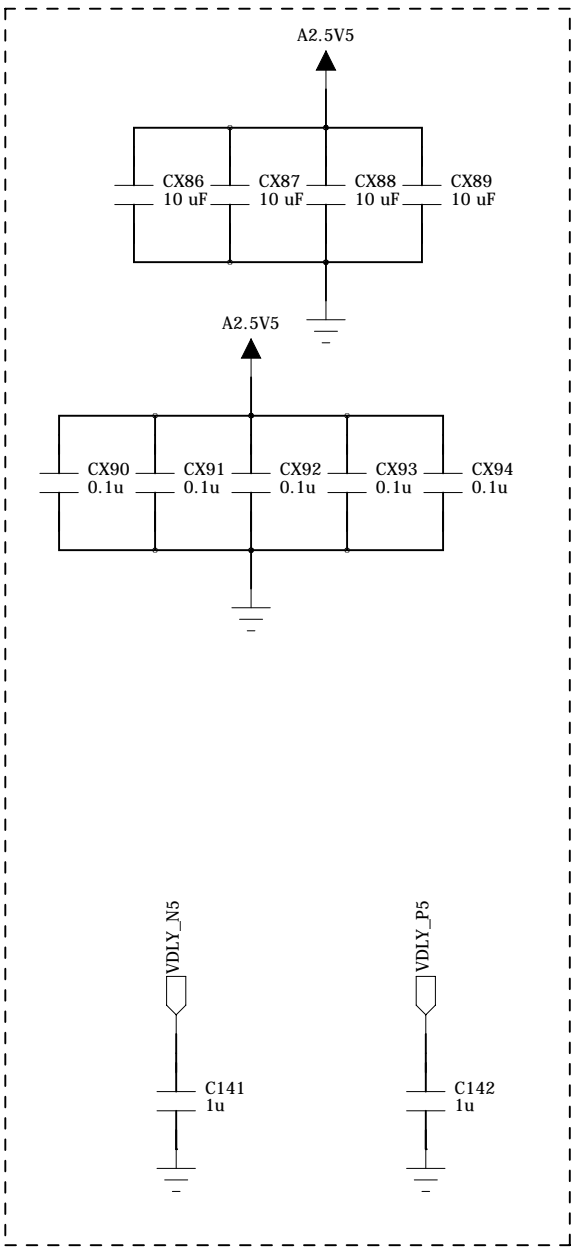 A2.5V5
CX86 CX87 CX88 CX89
10 uF 10 uF 10 uF 10 uF
A2.5V5
CX90 CX91 CX92 CX93 CX94
0.1u 0.1u 0.1u 0.1u 0.1u
VDLY_N5 VDLY_P5
C141 C142
1u 1u